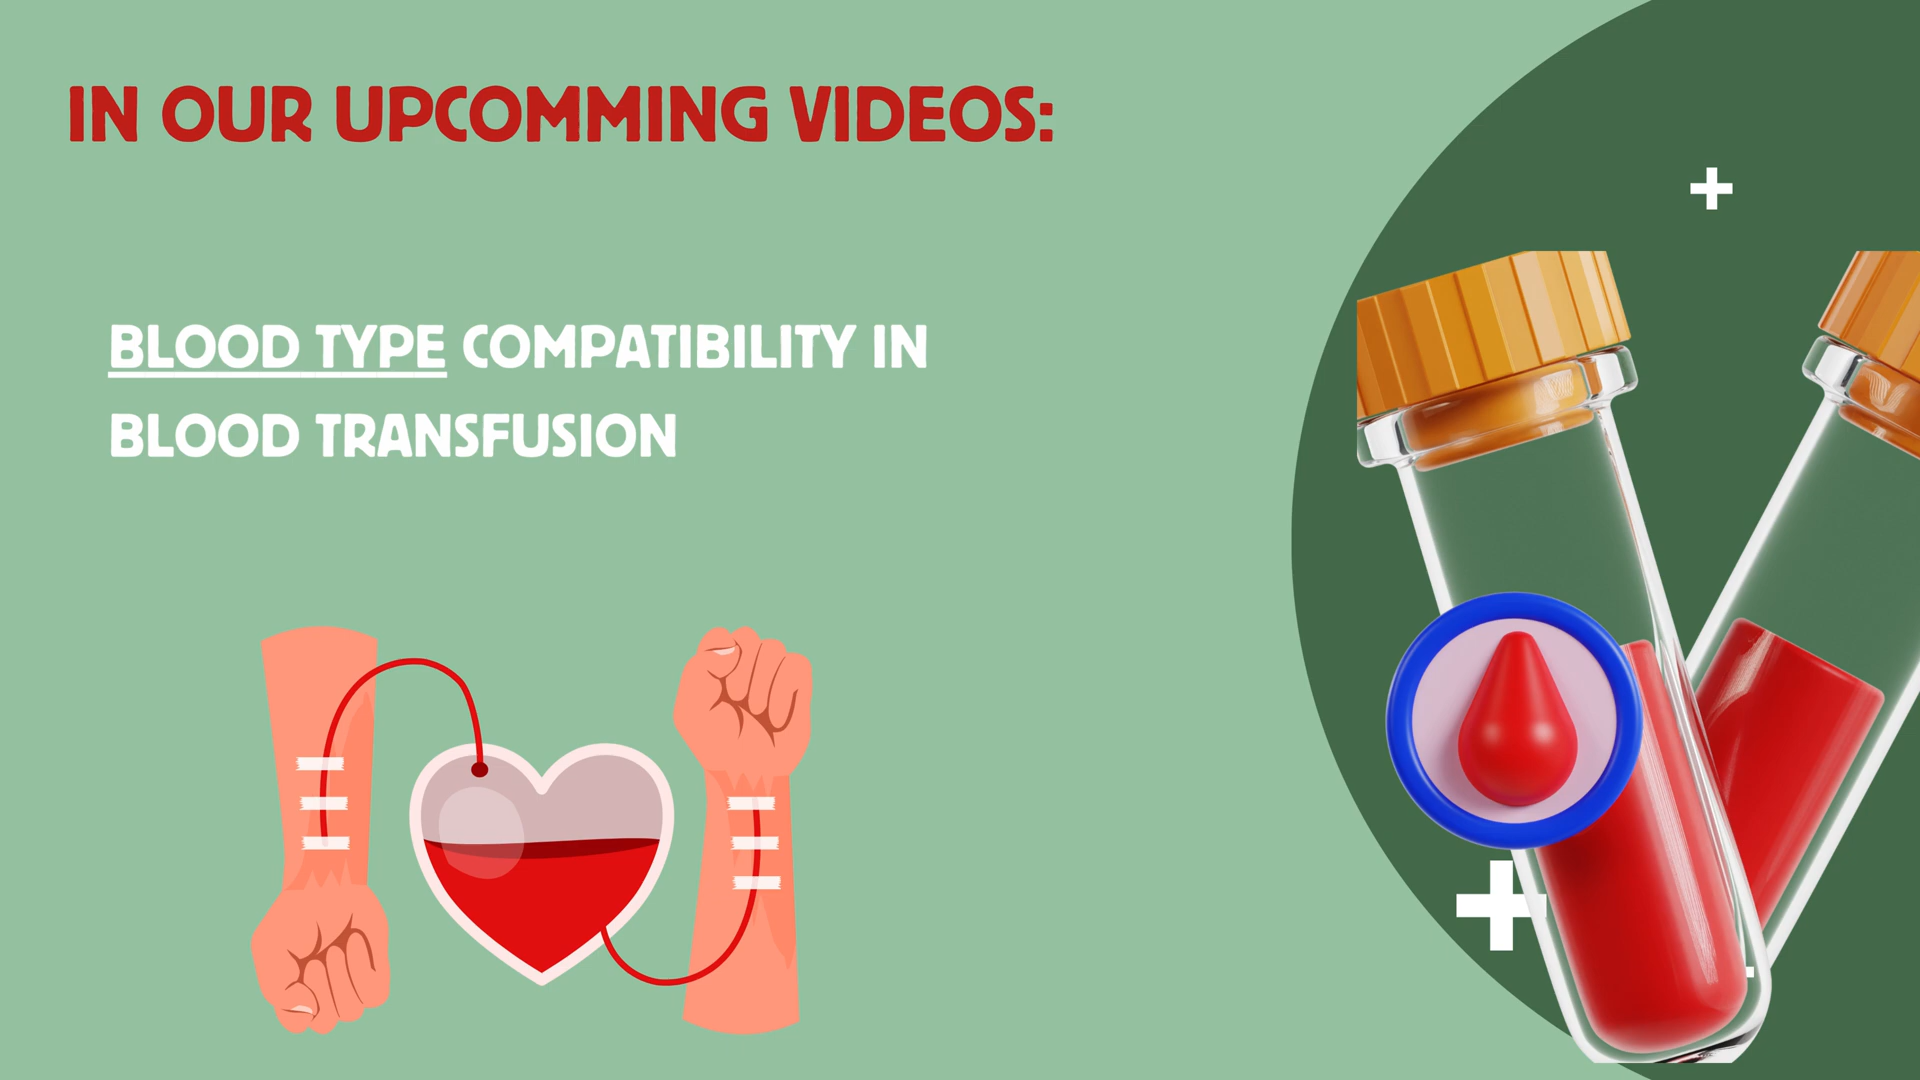 IN OUR UPCOMMING VIDEOS:
BLOOD TYPE COMPATIBILITY IN
BLOOD TRANSFUSION